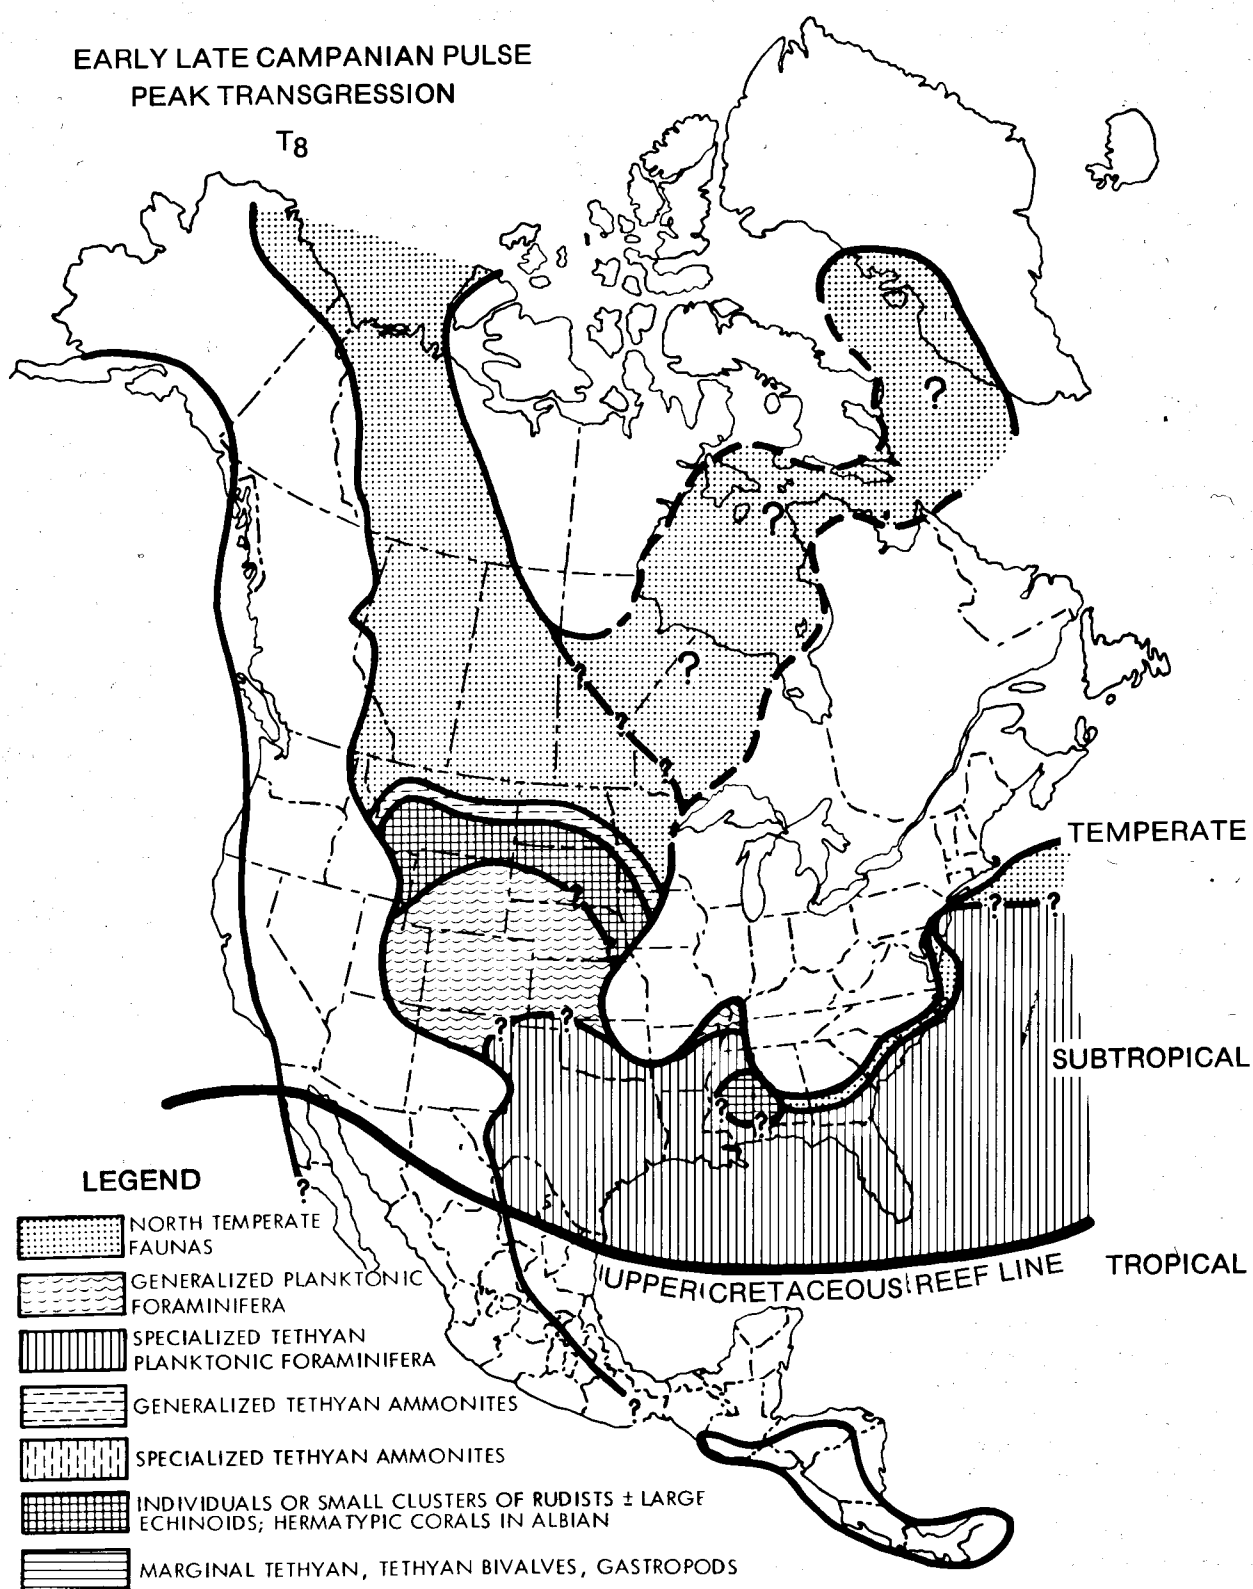 EARLY LATE CAMPANIAN PULSE
PEAK TRANSGRESSION
T8
?
?
?
?
?
?
TEMPERATE
?
? ?
? ?
SUBTROPICAL
?
?
LEGEND
?
NORTH TEMPERATE
FAUNAS
TROPICAL
UPPER CRETACEOUS REEF LINE
GENERALIZED PLANKTONIC
FORAMINIFERA
SPECIALIZED TETHYAN
PLANKTONIC FORAMINIFERA
GENERALIZED TETHYAN AMMONITES
?
SPECIALIZED TETHYAN AMMONITES
INDIVIDUALS OR SMALL CLUSTERS OF RUDISTS ± LARGE
ECHINOIDS; HERMATYPIC CORALS IN ALBIAN
MARGINAL TETHYAN, TETHYAN BIVALVES, GASTROPODS